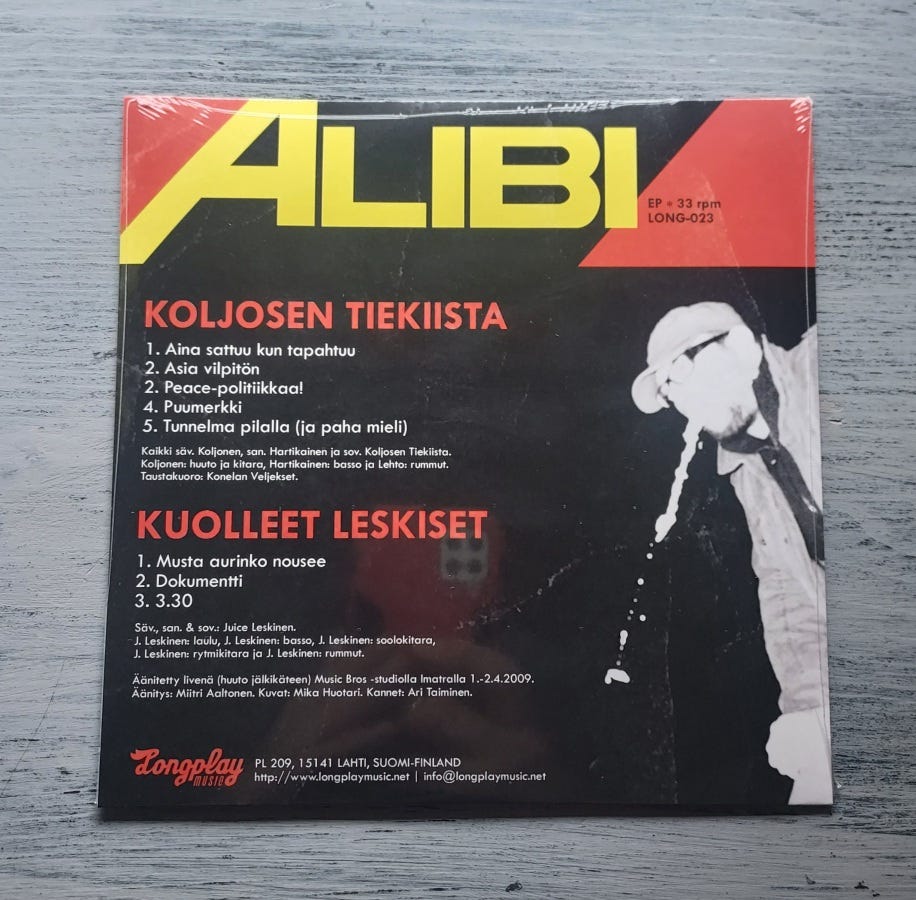 ALIBI
EP • 33 rpm
LONG-023
KOLJOSEN TIEKIISTA
1. Aina sattuu kun tapahtuu
2. Asia vilpitön
2. Peace-politiikkaa!
4. Puumerkki
5. Tunnelma pilalla (ja paha mieli)
Kaikki säv. Koljonen, san. Hartikainen ja sov. Koljosen Tiekiista.
Koljonen: huuto ja kitara, Hartikainen: basso ja Lehto: rummut.
Taustakuoro: Konelan Veljekset.
KUOLLEET LESKISET
1. Musta aurinko nousee
2. Dokumentti
3. 3.30
Säv., san. & sov.: Juice Leskinen.
J. Leskinen: laulu, J. Leskinen: basso, J. Leskinen: soolokitara,
J. Leskinen: rytmikitara ja J. Leskinen: rummut.
Äänitetty livenä (huuto jälkikäteen) Music Bros -studiolla Imatralla 1.-2.4.2009.
Äänitys: Miitri Aaltonen. Kuvat: Mika Huotari. Kannet: Ari Taiminen.
Longplay music
PL 209, 15141 LAHTI, SUOMI-FINLAND
http://www.longplaymusic.net | info@longplaymusic.net